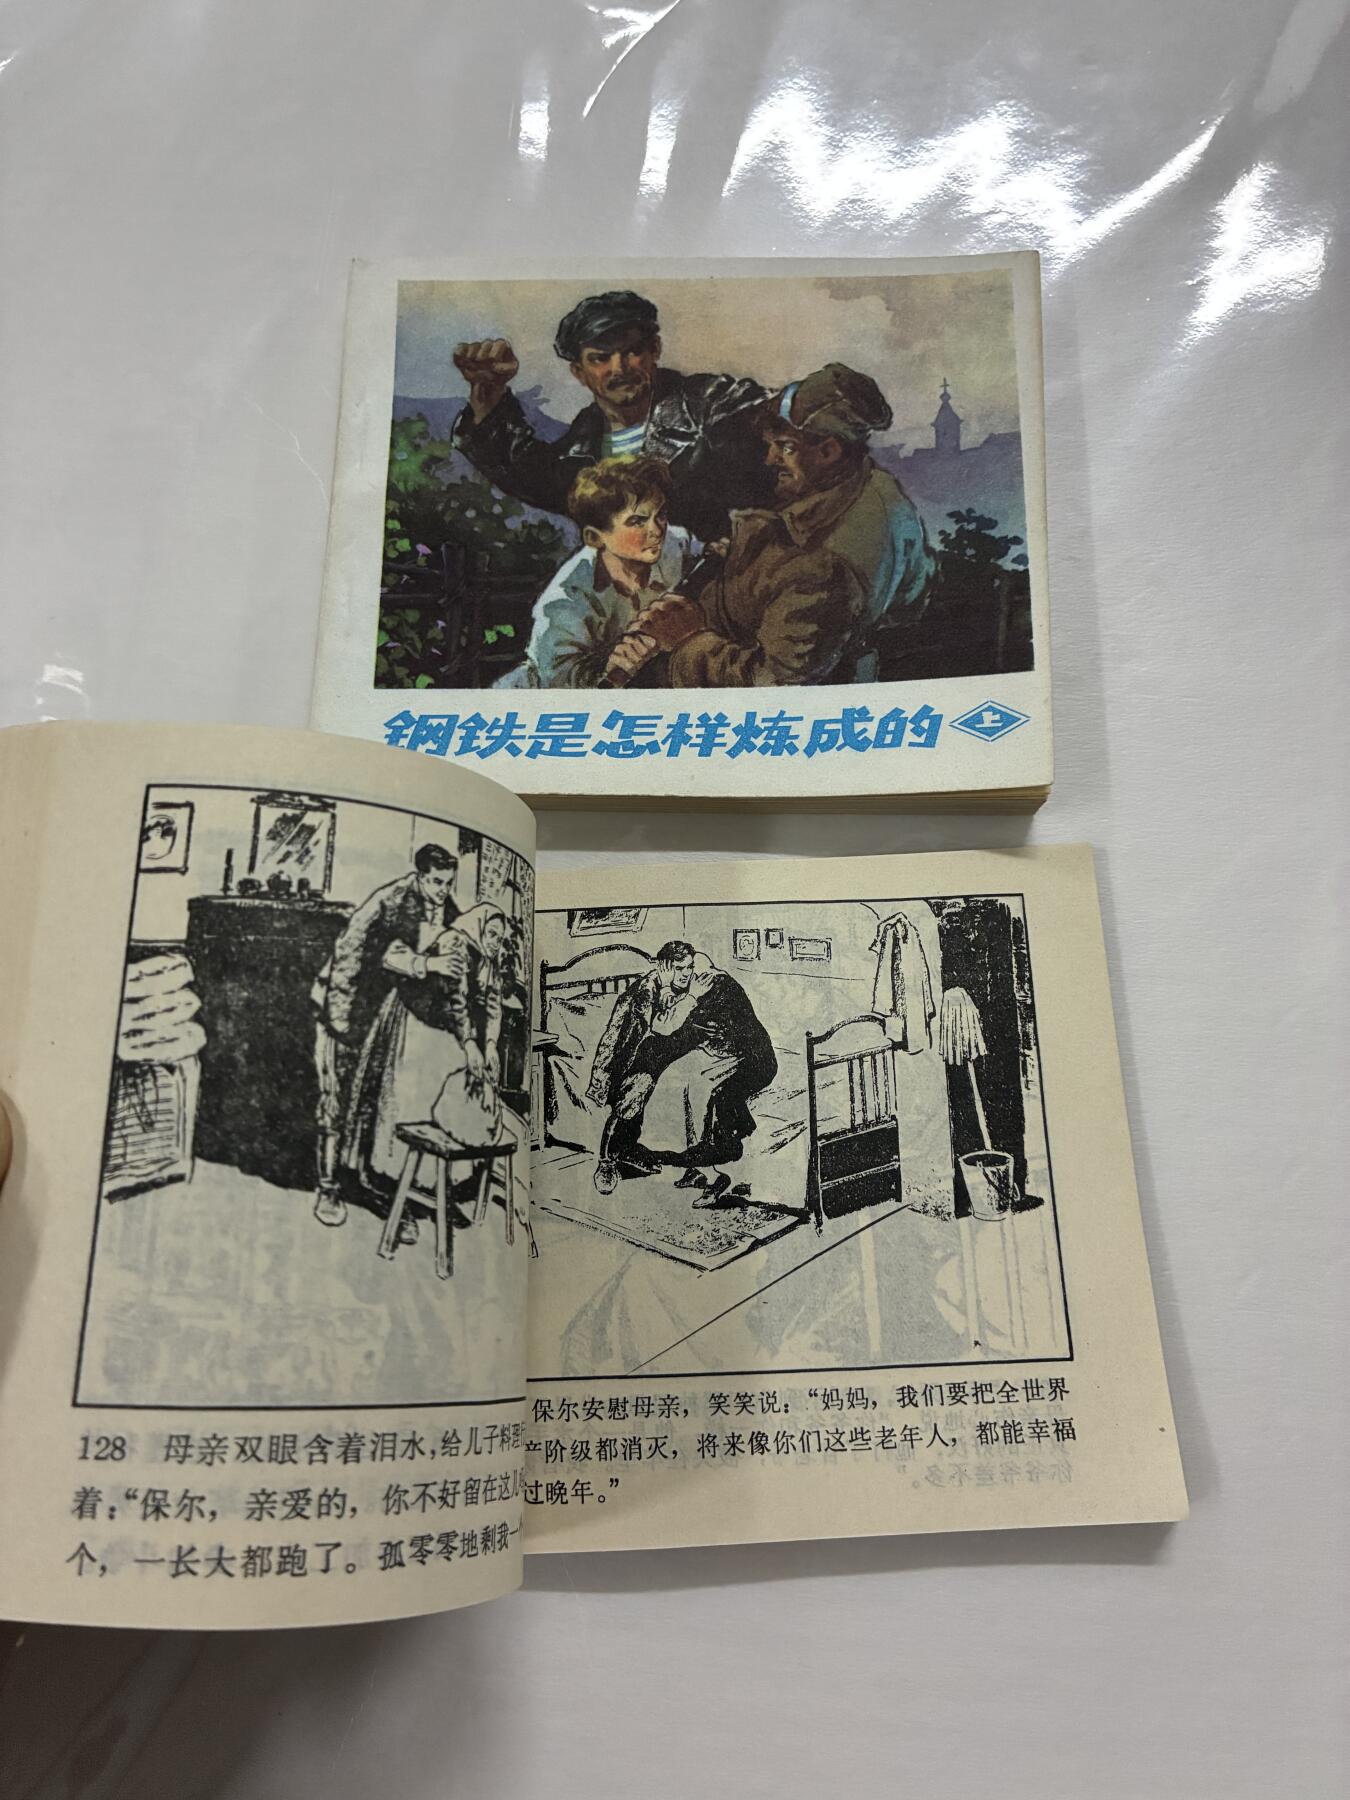 钢铁是怎样炼成的 上
128 母亲双眼含着泪水，给儿子料理
着：“保尔，亲爱的，你不好留在这儿
个，一长大都跑了。孤零零地剩我一
保尔安慰母亲，笑笑说：“妈妈，我们要把全世界
阶级都消灭，将来像你们这些老年人，都能幸福
过晚年。”